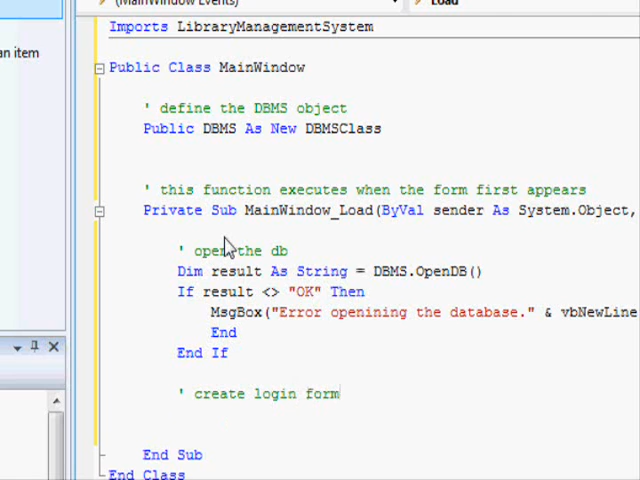 (MainWindow Events)
Load
an item
Imports LibraryManagementSystem
Public Class MainWindow
' define the DBMS object
Public DBMS As New DBMSClass
' this function executes when the form first appears
Private Sub MainWindow_Load(ByVal sender As System.Object,
' open the db
Dim result As String = DBMS.OpenDB()
If result <> "OK" Then
MsgBox("Error openining the database." & vbNewLine
End
End If
' create login form
End Sub
End Class